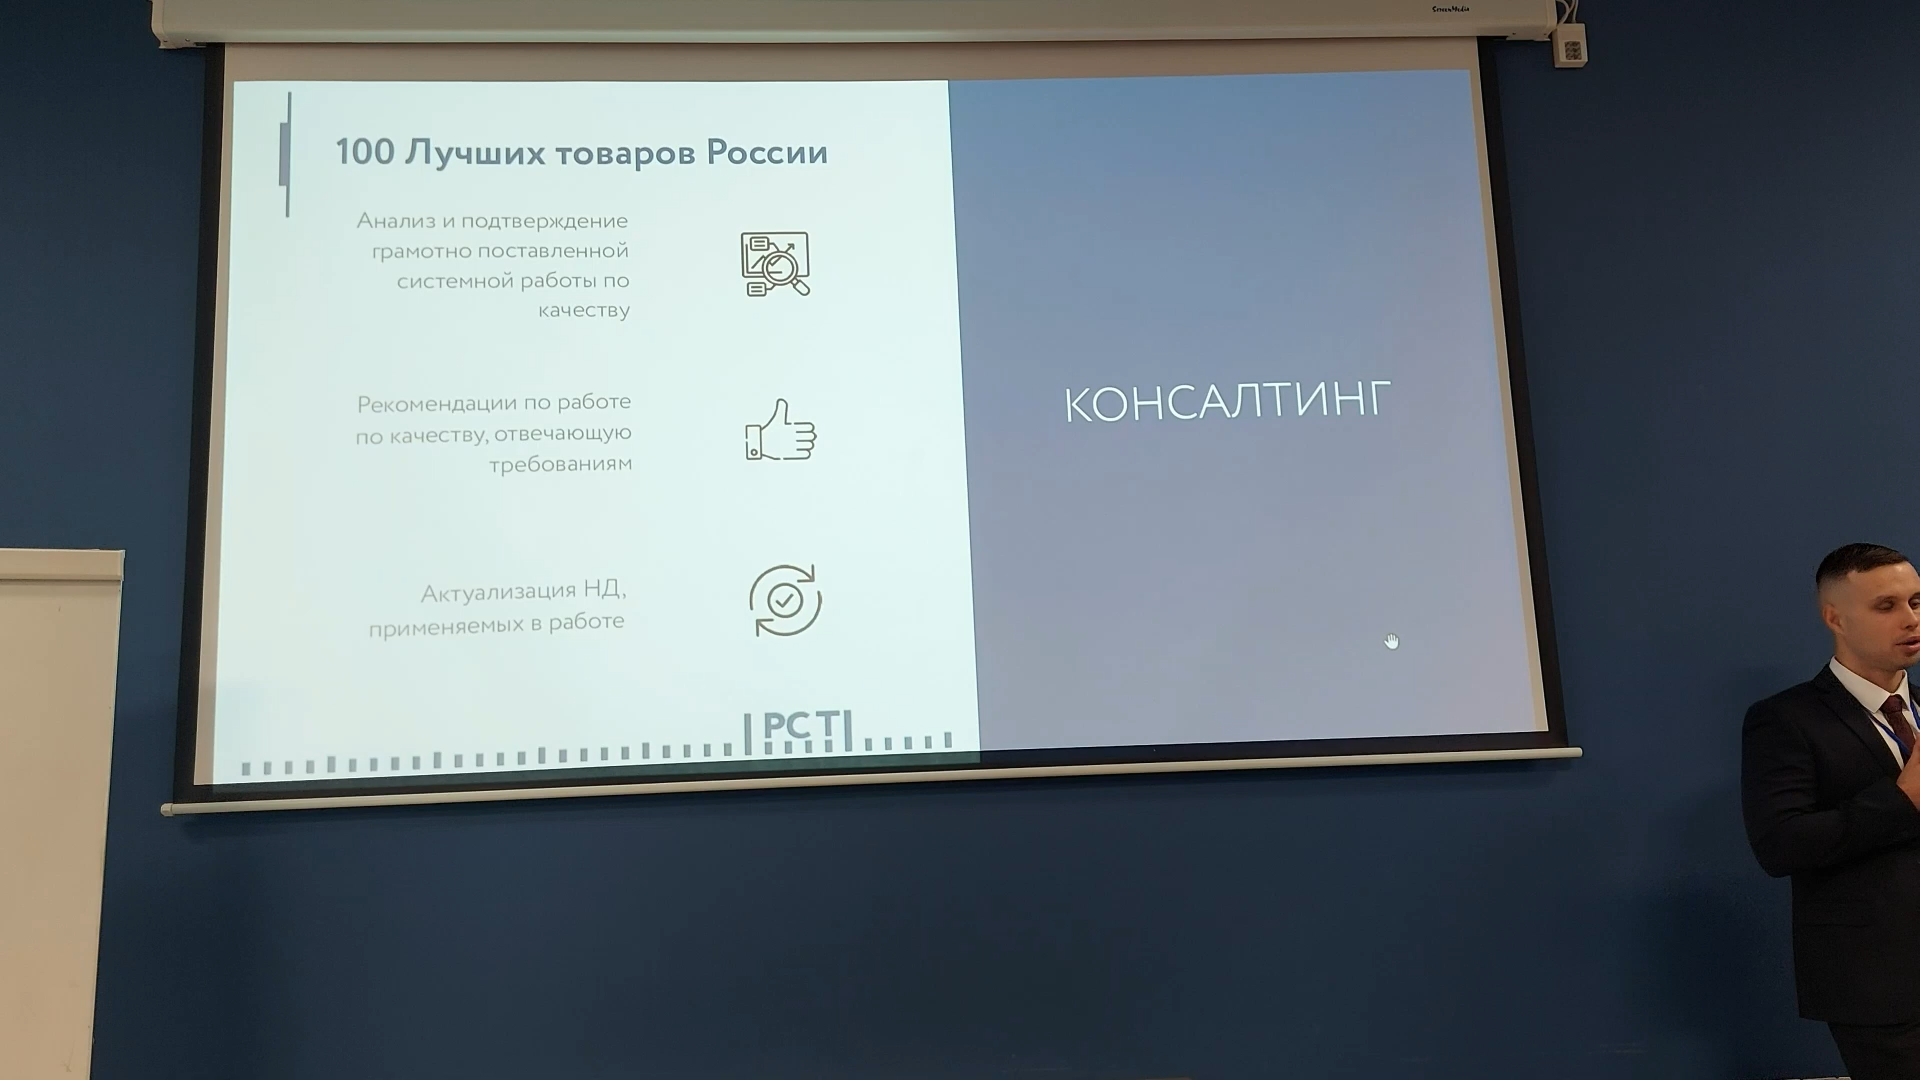 100 Лучших товаров России
Анализ и подтверждение
грамотно поставленной
системной работы по
качеству
Рекомендации по работе
по качеству, отвечающую
требованиям
Актуализация НД,
применяемых в работе
РСТ
КОНСАЛТИНГ